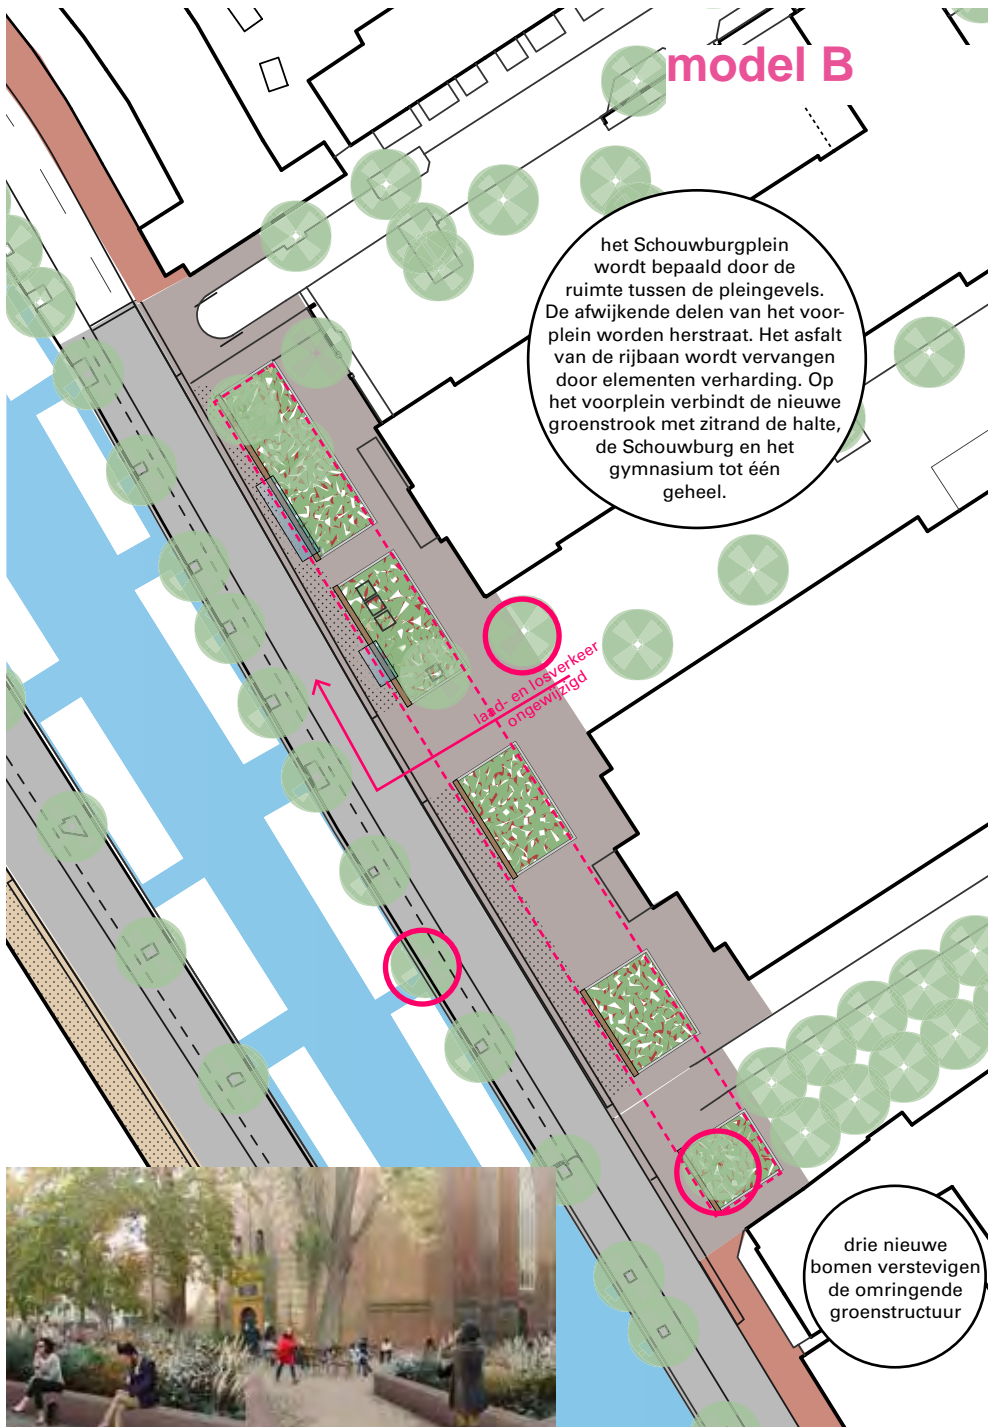 model B
het Schouwburgplein
wordt bepaald door de
ruimte tussen de pleingevels.
De afwijkende delen van het voor-
plein worden herstraat. Het asfalt
van de rijbaan wordt vervangen
door elementen verharding. Op
het voorplein verbindt de nieuwe
groenstrook met zitrand de halte,
de Schouwburg en het
gymnasium tot één
geheel.
laad- en losverkeer
ongewijzigd
drie nieuwe
bomen verstevigen
de omringende
groenstructuur